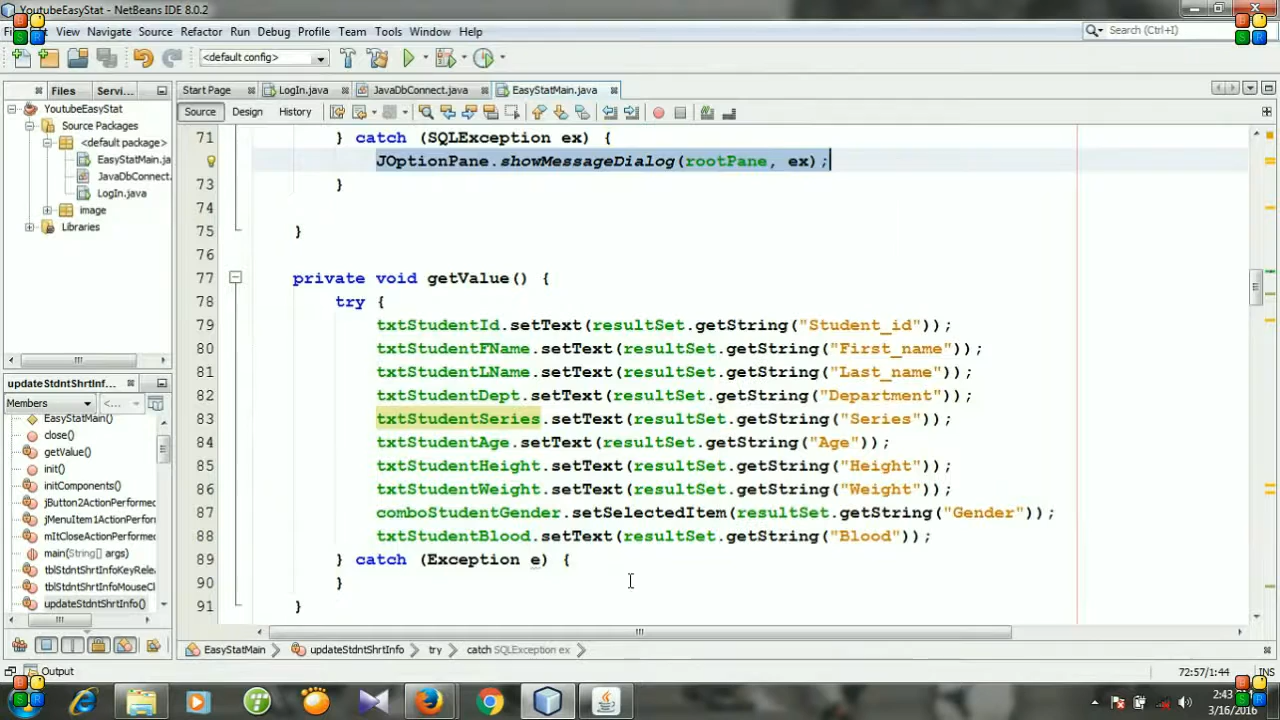 YoutubeEasyStat - NetBeans IDE 8.0.2
View Navigate Source Refactor Run Debug Profile Team Tools Window Help
Search (Ctrl+I)
<default config>
Files Servi...
Start Page LogIn.java JavaDbConnect.java EasyStatMain.java
Source Design History
YoutubeEasyStat
Source Packages
<default package>
EasyStatMain.ja
JavaDbConnect.
LogIn.java
image
Libraries
71 } catch (SQLException ex) {
JOptionPane.showMessageDialog(rootPane, ex);
73 }
74
75 }
76
77 private void getValue() {
78 try {
79 txtStudentId.setText(resultSet.getString("Student_id"));
80 txtStudentFName.setText(resultSet.getString("First_name"));
81 txtStudentLName.setText(resultSet.getString("Last_name"));
82 txtStudentDept.setText(resultSet.getString("Department"));
83 txtStudentSeries.setText(resultSet.getString("Series"));
84 txtStudentAge.setText(resultSet.getString("Age"));
85 txtStudentHeight.setText(resultSet.getString("Height"));
86 txtStudentWeight.setText(resultSet.getString("Weight"));
87 comboStudentGender.setSelectedItem(resultSet.getString("Gender"));
88 txtStudentBlood.setText(resultSet.getString("Blood"));
89 } catch (Exception e) {
90 }
91 }
updateStdntShrtInf...
Members <...
EasyStatMain()
close()
getValue()
init()
initComponents()
jButton2ActionPerformed
jMenuItem1ActionPerform
mItCloseActionPerformed
main(String[] args)
tblStdntShrtInfoKeyRelea
tblStdntShrtInfoMouseCl
updateStdntShrtInfo()
EasyStatMain updateStdntShrtInfo try catch SQLException ex
Output
72:57/1:44 INS
2:43
3/16/2016